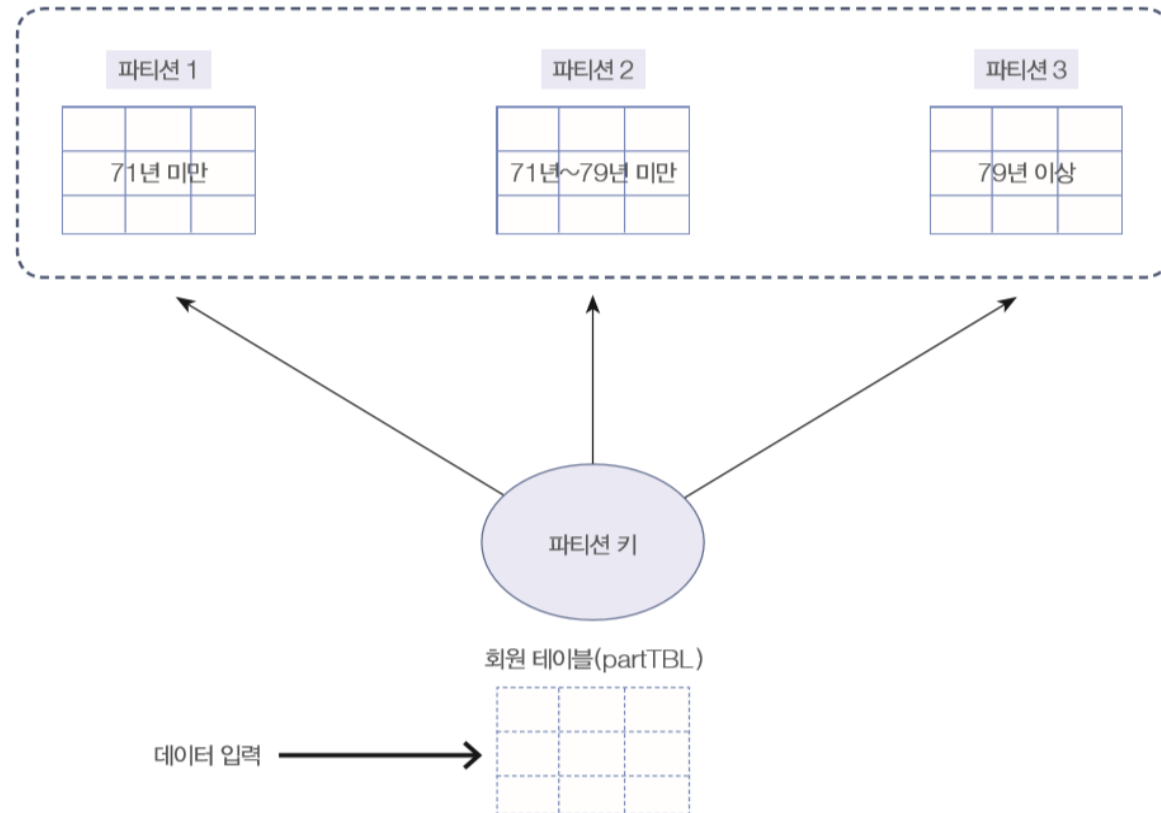 파티션 1
파티션 2
파티션 3
71년 미만
71년~79년 미만
79년 이상
파티션 키
회원 테이블(partTBL)
데이터 입력